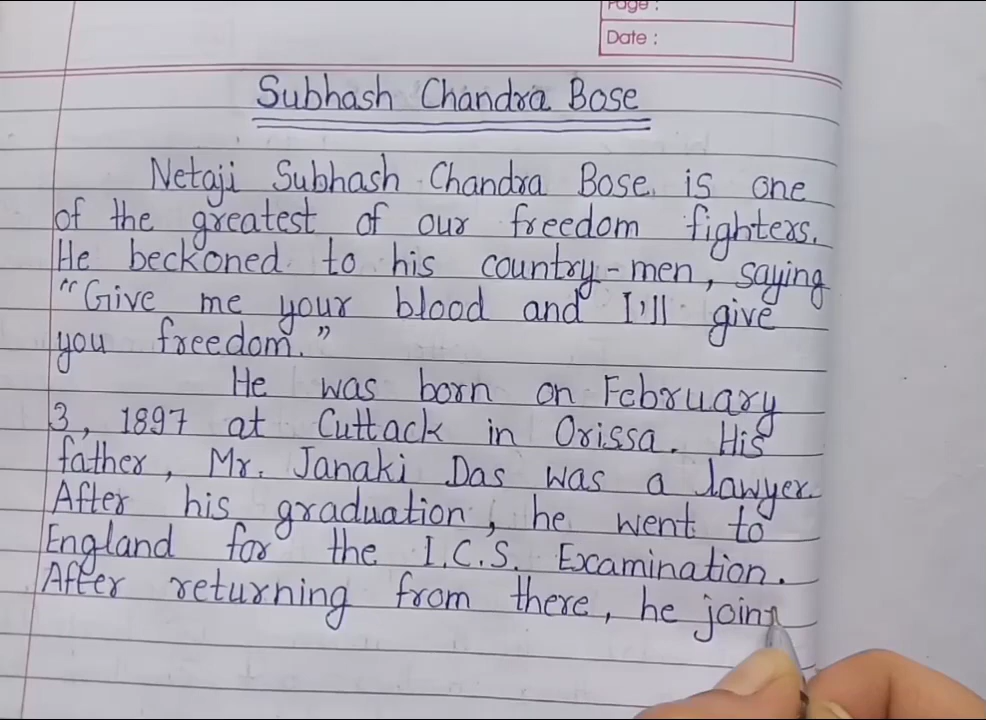 Page :
Date :
Subhash Chandra Bose
Netaji Subhash Chandra Bose is one
of the greatest of our freedom fighters.
He beckoned to his country-men, saying
"Give me your blood and I'll give
you freedom."
He was born on February
3, 1897 at Cuttack in Orissa. His
father, Mr. Janaki Das was a lawyer.
After his graduation, he went to
England for the I.C.S. Examination.
After returning from there, he join